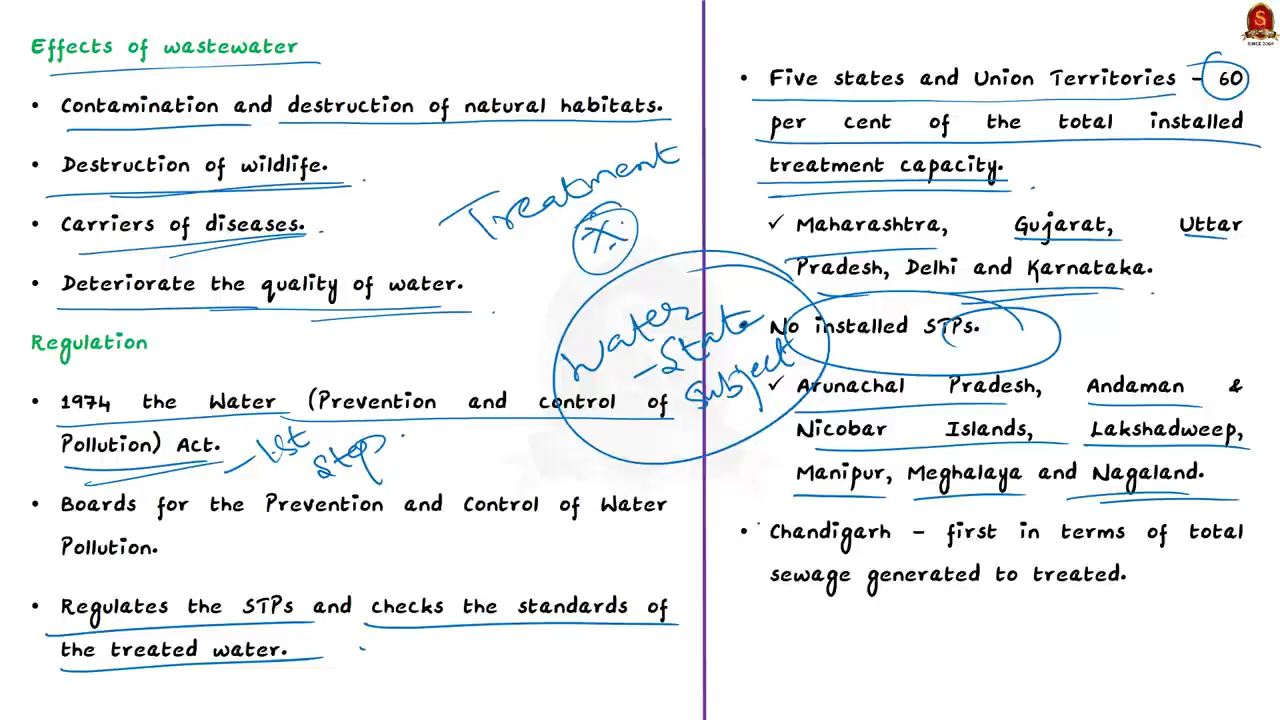 Effects of wastewater
• Contamination and destruction of natural habitats.
• Destruction of wildlife.
• Carriers of diseases.
• Deteriorate the quality of water.
Regulation
• 1974 the Water (Prevention and control of
Pollution) Act.
1st
Step
• Boards for the Prevention and Control of Water
Pollution.
• Regulates the STPs and checks the standards of
the treated water.
Treatment
Water
- State
subject
• Five states and Union Territories - 60
per cent of the total installed
treatment capacity.
✓ Maharashtra, Gujarat, Uttar
Pradesh, Delhi and Karnataka.
• No installed STPs.
✓ Arunachal Pradesh, Andaman &
Nicobar Islands, Lakshadweep,
Manipur, Meghalaya and Nagaland.
• Chandigarh - first in terms of total
sewage generated to treated.
S
SINCE 2004